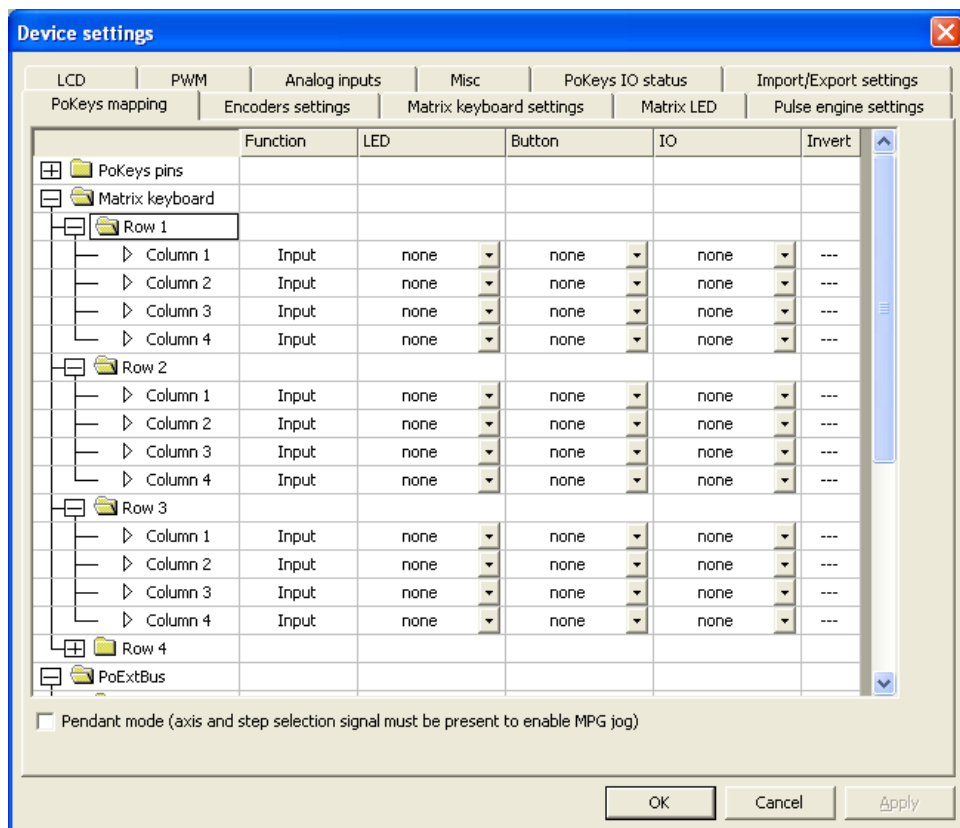 Device settings
LCD PWM Analog inputs Misc PoKeys IO status Import/Export settings
PoKeys mapping Encoders settings Matrix keyboard settings Matrix LED Pulse engine settings
Function LED Button IO Invert
PoKeys pins
Matrix keyboard
Row 1
Column 1 Input none none none ---
Column 2 Input none none none ---
Column 3 Input none none none ---
Column 4 Input none none none ---
Row 2
Column 1 Input none none none ---
Column 2 Input none none none ---
Column 3 Input none none none ---
Column 4 Input none none none ---
Row 3
Column 1 Input none none none ---
Column 2 Input none none none ---
Column 3 Input none none none ---
Column 4 Input none none none ---
Row 4
PoExtBus
Pendant mode (axis and step selection signal must be present to enable MPG jog)
OK Cancel Apply